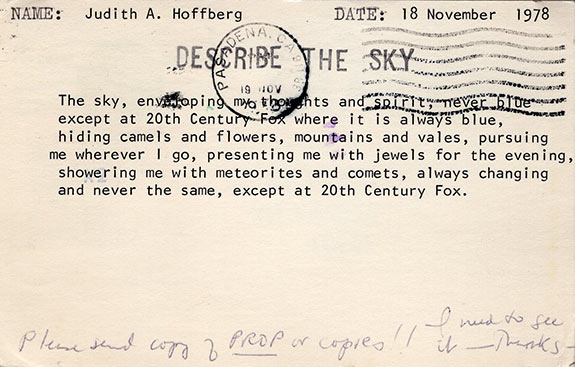 NAME: Judith A. Hoffberg DATE: 18 November 1978
DESCRIBE THE SKY
PASADENA, CA
19 NOV
The sky, enveloping my thoughts and spirit, never blue
except at 20th Century Fox where it is always blue,
hiding camels and flowers, mountains and vales, pursuing
me wherever I go, presenting me with jewels for the evening,
showering me with meteorites and comets, always changing
and never the same, except at 20th Century Fox.
Please send copy of PROP or copies!! I need to see
it — Thanks —